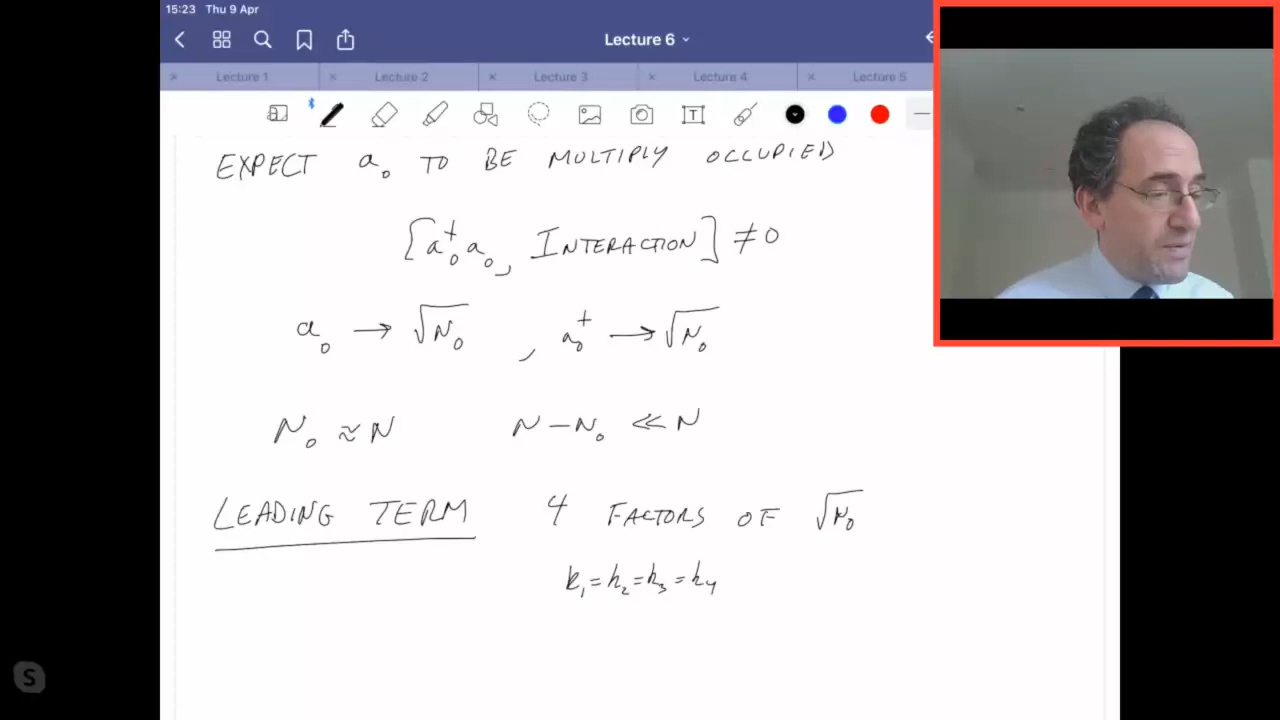 15:23 Thu 9 Apr
Lecture 6
Lecture 1 Lecture 2 Lecture 3 Lecture 4 Lecture 5
T
EXPECT a₀ TO BE MULTIPLY OCCUPIED
[a₀⁺a₀, INTERACTION] ≠ 0
a₀ → √N₀ , a₀⁺ → √N₀
N₀ ≈ N N − N₀ ≪ N
LEADING TERM 4 FACTORS OF √N₀
k₁ = k₂ = k₃ = k₄
S